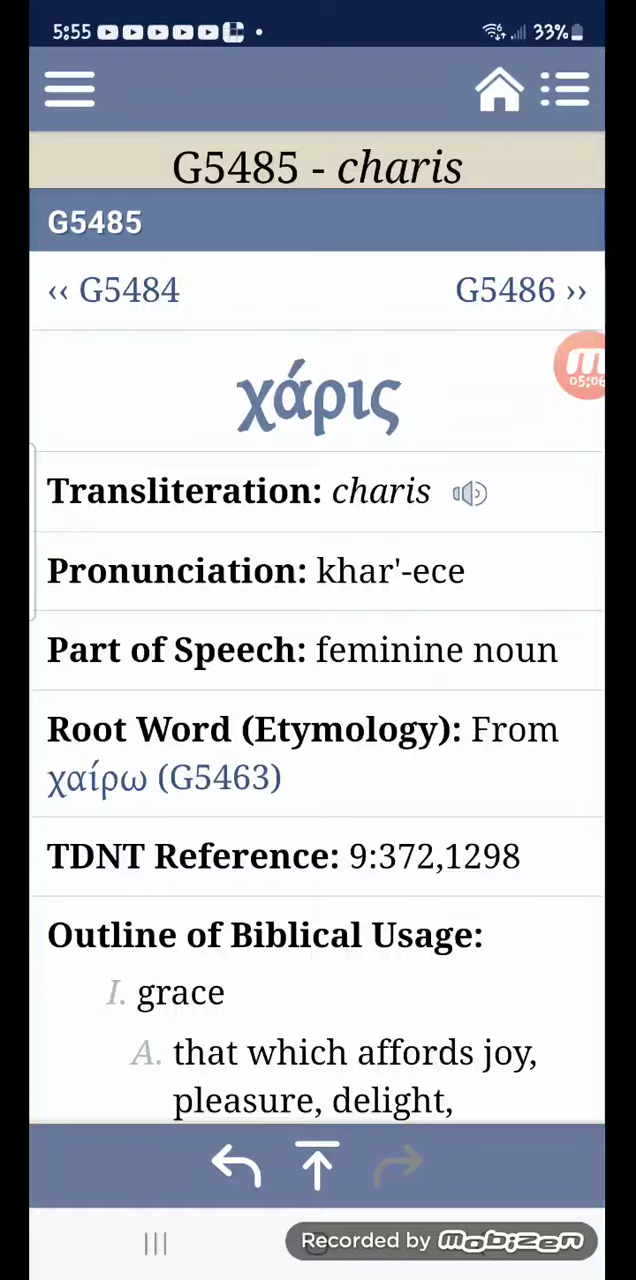 5:55 33%
G5485 - charis
G5485
‹‹ G5484 G5486 ››
χάρις
05:06
Transliteration: charis
Pronunciation: khar'-ece
Part of Speech: feminine noun
Root Word (Etymology): From
χαίρω (G5463)
TDNT Reference: 9:372,1298
Outline of Biblical Usage:
I. grace
A. that which affords joy,
pleasure, delight,
Recorded by mobizen